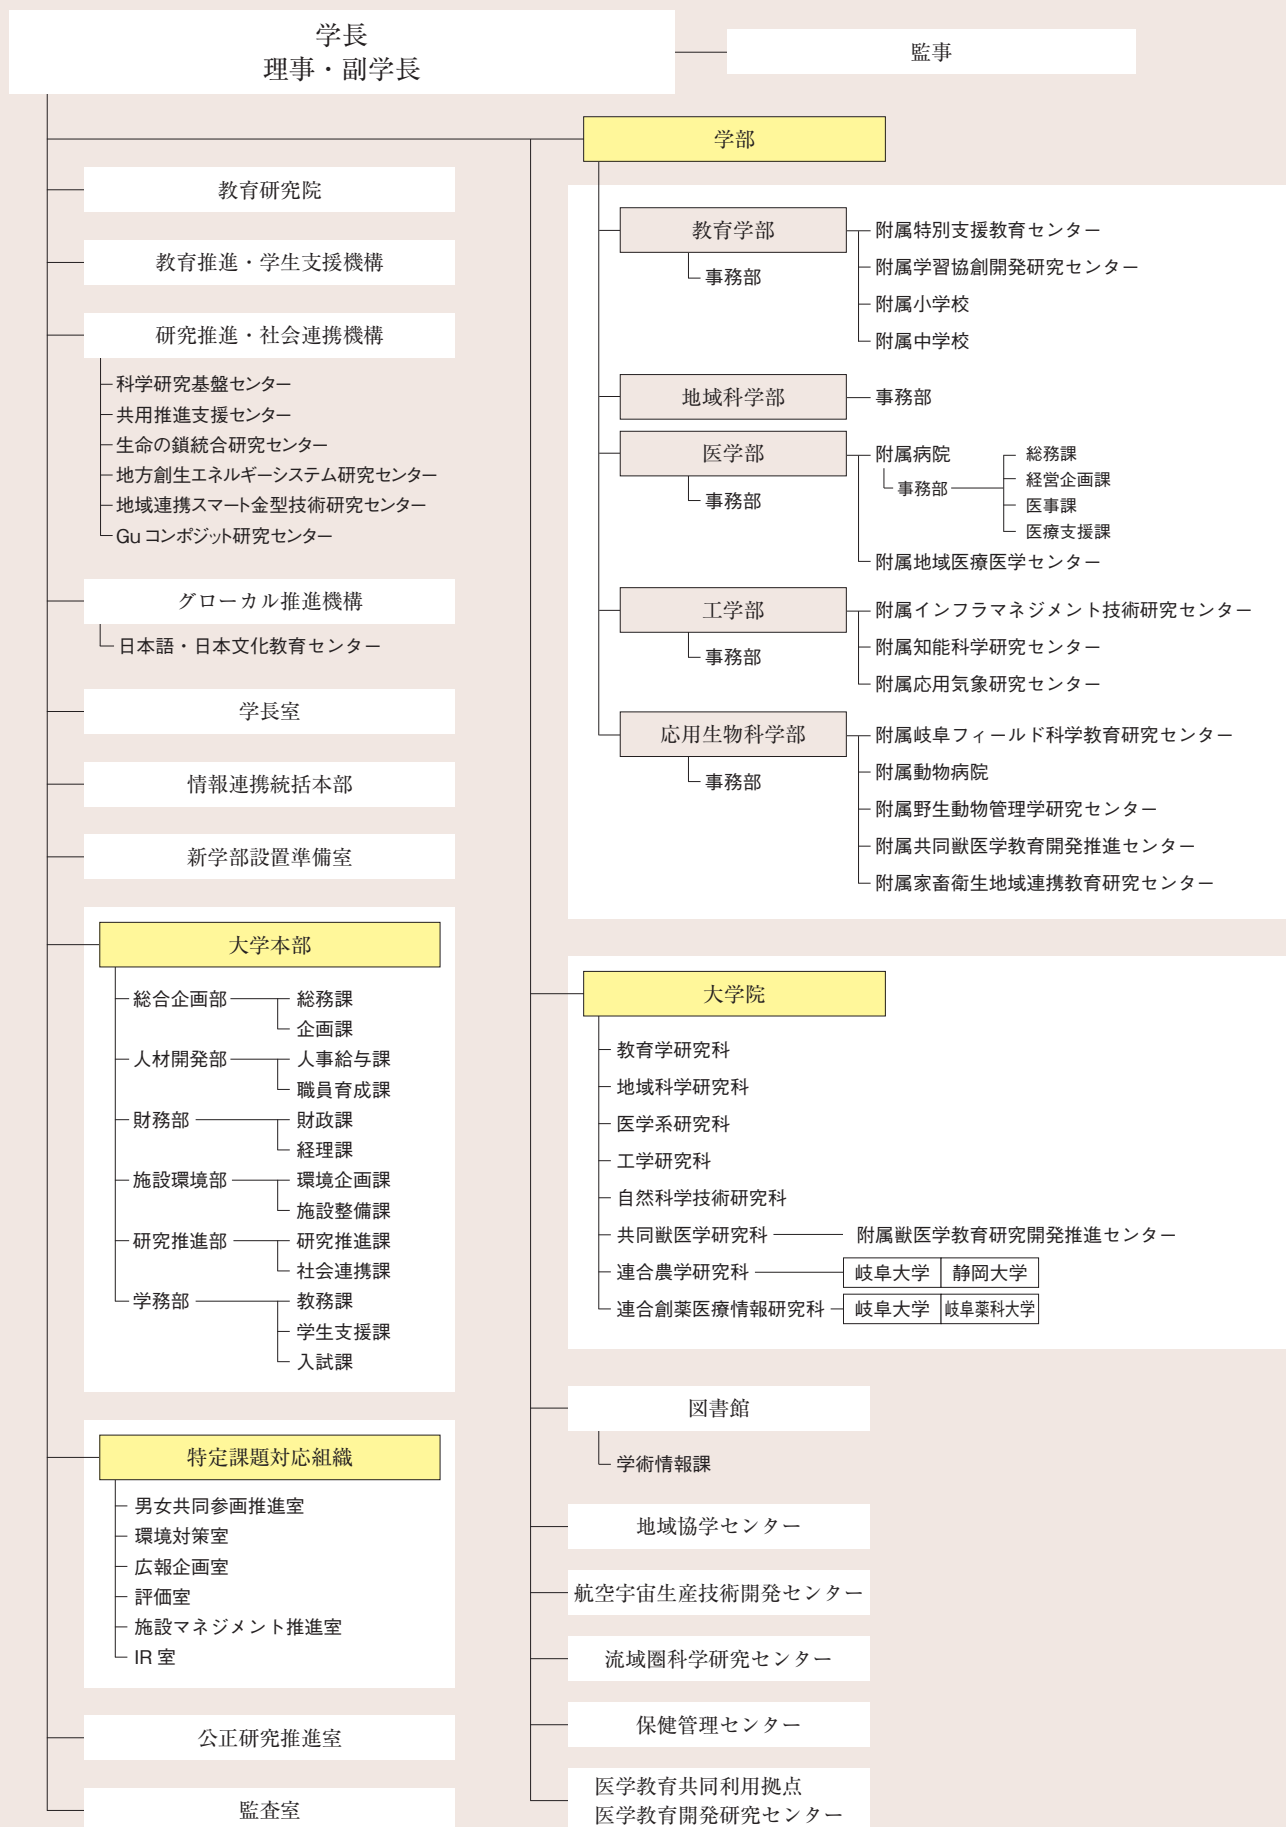 学長
理事・副学長
監事
教育研究院
教育推進・学生支援機構
研究推進・社会連携機構
科学研究基盤センター
共用推進支援センター
生命の鎖統合研究センター
地方創生エネルギーシステム研究センター
地域連携スマート金型技術研究センター
Gu コンポジット研究センター
グローカル推進機構
日本語・日本文化教育センター
学長室
情報連携統括本部
新学部設置準備室
大学本部
総合企画部
総務課
企画課
人材開発部
人事給与課
職員育成課
財務部
財政課
経理課
施設環境部
環境企画課
施設整備課
研究推進部
研究推進課
社会連携課
学務部
教務課
学生支援課
入試課
特定課題対応組織
男女共同参画推進室
環境対策室
広報企画室
評価室
施設マネジメント推進室
IR 室
公正研究推進室
監査室
学部
教育学部
事務部
附属特別支援教育センター
附属学習協創開発研究センター
附属小学校
附属中学校
地域科学部
事務部
医学部
事務部
附属病院
事務部
総務課
経営企画課
医事課
医療支援課
附属地域医療医学センター
工学部
事務部
附属インフラマネジメント技術研究センター
附属知能科学研究センター
附属応用気象研究センター
応用生物科学部
事務部
附属岐阜フィールド科学教育研究センター
附属動物病院
附属野生動物管理学研究センター
附属共同獣医学教育開発推進センター
附属家畜衛生地域連携教育研究センター
大学院
教育学研究科
地域科学研究科
医学系研究科
工学研究科
自然科学技術研究科
共同獣医学研究科
附属獣医学教育研究開発推進センター
連合農学研究科
岐阜大学 静岡大学
連合創薬医療情報研究科
岐阜大学 岐阜薬科大学
図書館
学術情報課
地域協学センター
航空宇宙生産技術開発センター
流域圏科学研究センター
保健管理センター
医学教育共同利用拠点
医学教育開発研究センター